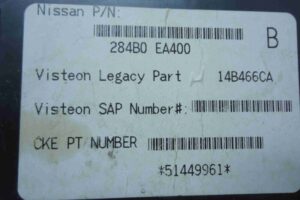 Nissan P/N:
284B0 EA400
B
Visteon Legacy Part 14B466CA
Visteon SAP Number#:
CKE PT NUMBER
*51449961*